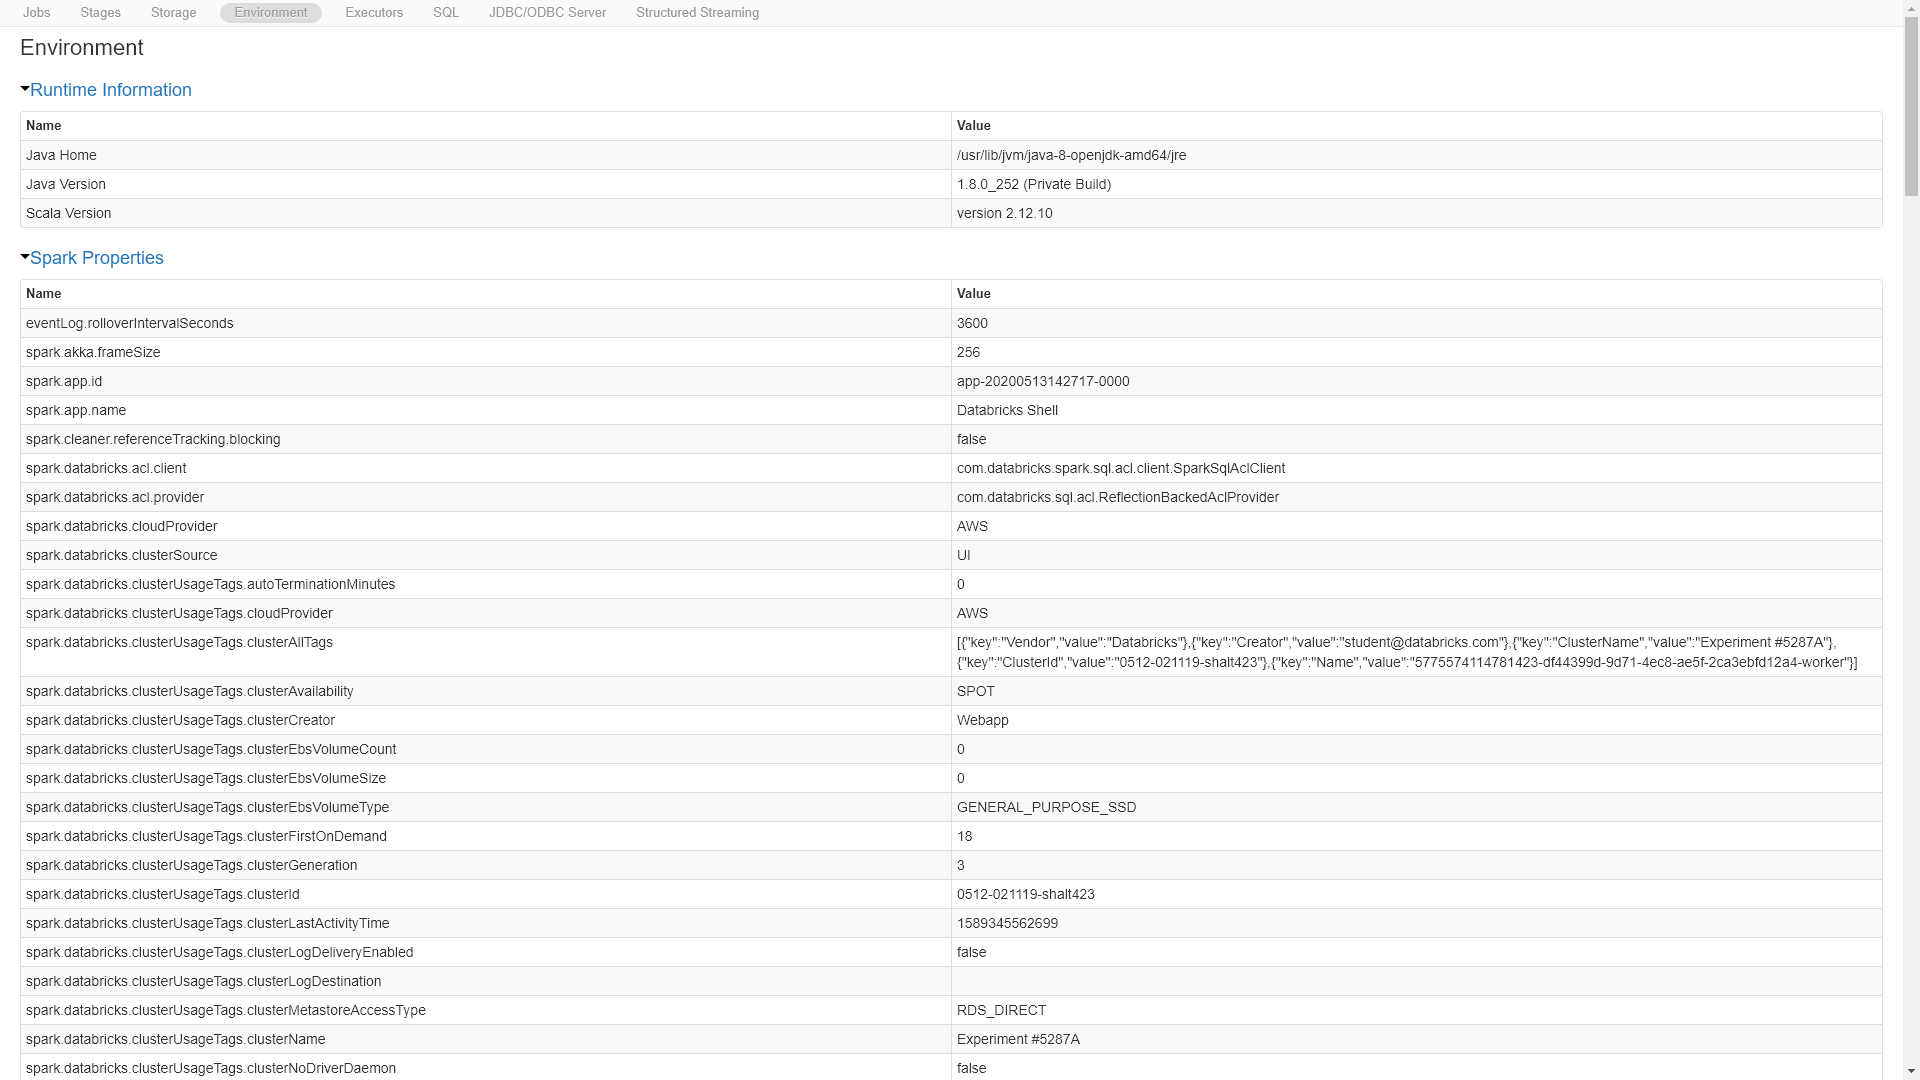 Jobs Stages Storage Environment Executors SQL JDBC/ODBC Server Structured Streaming
Environment
Runtime Information
Name Value
Java Home /usr/lib/jvm/java-8-openjdk-amd64/jre
Java Version 1.8.0_252 (Private Build)
Scala Version version 2.12.10
Spark Properties
Name Value
eventLog.rolloverIntervalSeconds 3600
spark.akka.frameSize 256
spark.app.id app-20200513142717-0000
spark.app.name Databricks Shell
spark.cleaner.referenceTracking.blocking false
spark.databricks.acl.client com.databricks.spark.sql.acl.client.SparkSqlAclClient
spark.databricks.acl.provider com.databricks.sql.acl.ReflectionBackedAclProvider
spark.databricks.cloudProvider AWS
spark.databricks.clusterSource UI
spark.databricks.clusterUsageTags.autoTerminationMinutes 0
spark.databricks.clusterUsageTags.cloudProvider AWS
spark.databricks.clusterUsageTags.clusterAllTags [{"key":"Vendor","value":"Databricks"},{"key":"Creator","value":"student@databricks.com"},{"key":"ClusterName","value":"Experiment #5287A"},
{"key":"ClusterId","value":"0512-021119-shalt423"},{"key":"Name","value":"5775574114781423-df44399d-9d71-4ec8-ae5f-2ca3ebfd12a4-worker"}]
spark.databricks.clusterUsageTags.clusterAvailability SPOT
spark.databricks.clusterUsageTags.clusterCreator Webapp
spark.databricks.clusterUsageTags.clusterEbsVolumeCount 0
spark.databricks.clusterUsageTags.clusterEbsVolumeSize 0
spark.databricks.clusterUsageTags.clusterEbsVolumeType GENERAL_PURPOSE_SSD
spark.databricks.clusterUsageTags.clusterFirstOnDemand 18
spark.databricks.clusterUsageTags.clusterGeneration 3
spark.databricks.clusterUsageTags.clusterId 0512-021119-shalt423
spark.databricks.clusterUsageTags.clusterLastActivityTime 1589345562699
spark.databricks.clusterUsageTags.clusterLogDeliveryEnabled false
spark.databricks.clusterUsageTags.clusterLogDestination
spark.databricks.clusterUsageTags.clusterMetastoreAccessType RDS_DIRECT
spark.databricks.clusterUsageTags.clusterName Experiment #5287A
spark.databricks.clusterUsageTags.clusterNoDriverDaemon false